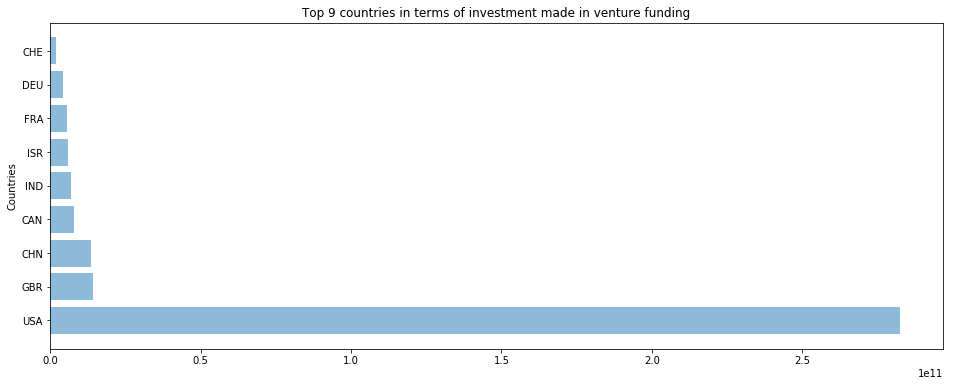 Top 9 countries in terms of investment made in venture funding
CHE
DEU
FRA
ISR
IND
CAN
CHN
GBR
USA
Countries
0.0 0.5 1.0 1.5 2.0 2.5
1e11